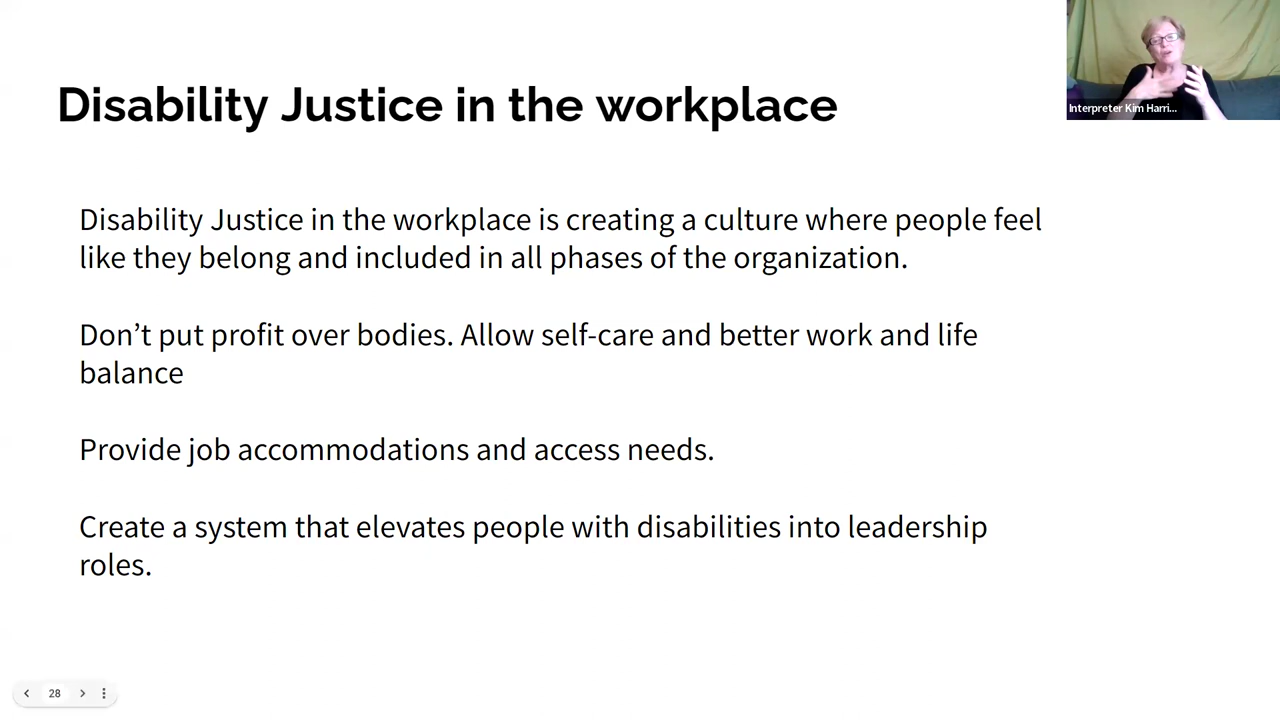 Disability Justice in the workplace
Interpreter Kim Harri...
Disability Justice in the workplace is creating a culture where people feel
like they belong and included in all phases of the organization.
Don’t put profit over bodies. Allow self-care and better work and life
balance
Provide job accommodations and access needs.
Create a system that elevates people with disabilities into leadership
roles.
28